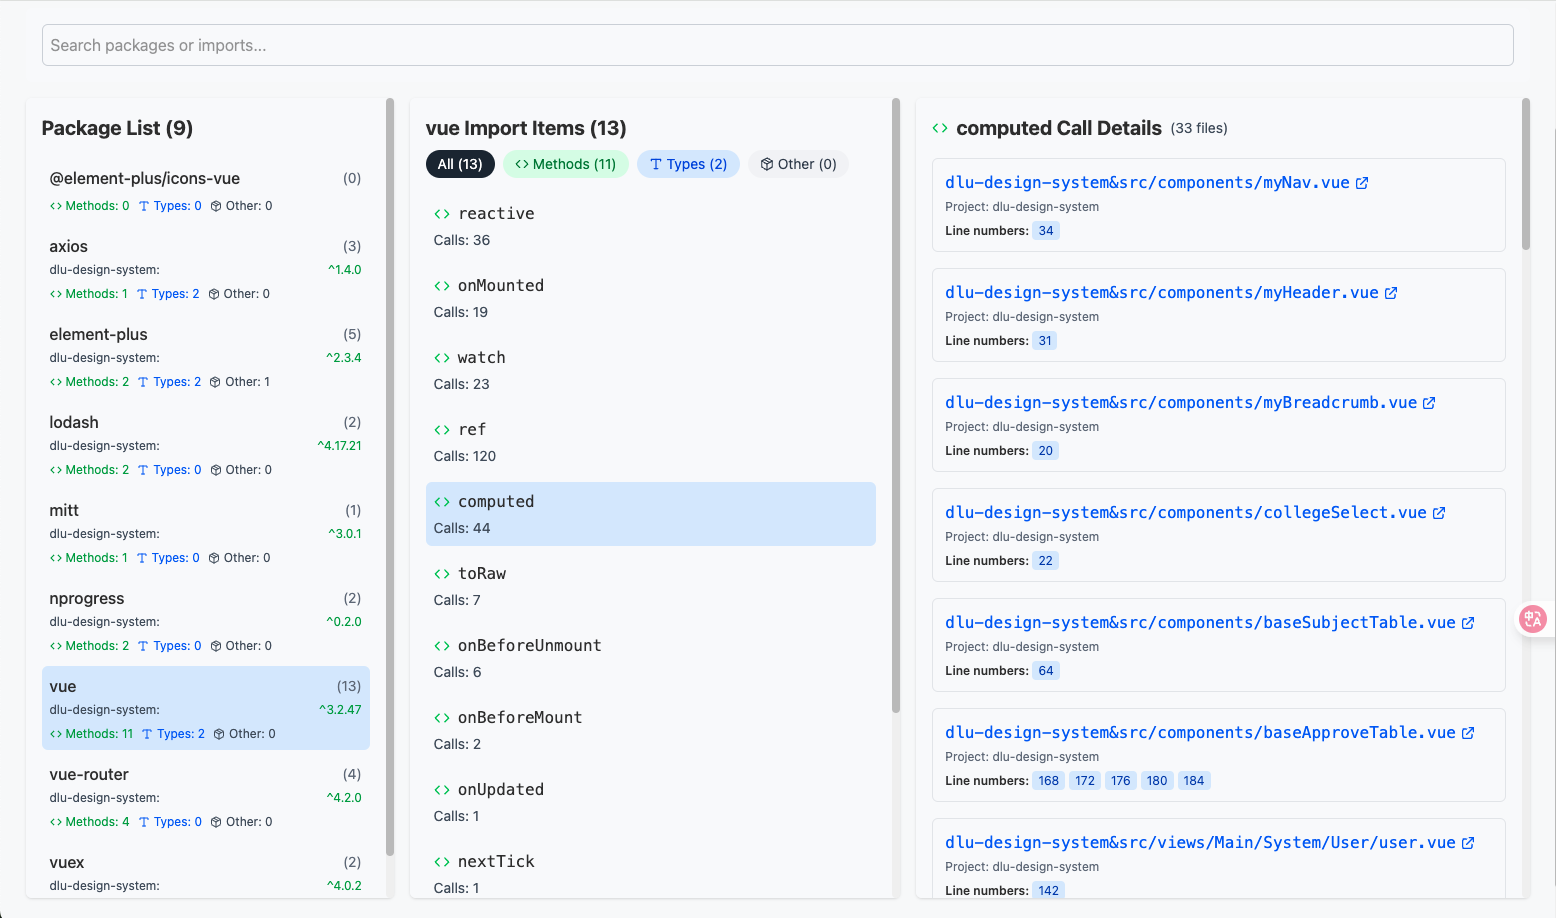 Search packages or imports...
Package List (9)
@element-plus/icons-vue (0)
Methods: 0 Types: 0 Other: 0
axios (3)
dlu-design-system: ^1.4.0
Methods: 1 Types: 2 Other: 0
element-plus (5)
dlu-design-system: ^2.3.4
Methods: 2 Types: 2 Other: 1
lodash (2)
dlu-design-system: ^4.17.21
Methods: 2 Types: 0 Other: 0
mitt (1)
dlu-design-system: ^3.0.1
Methods: 1 Types: 0 Other: 0
nprogress (2)
dlu-design-system: ^0.2.0
Methods: 2 Types: 0 Other: 0
vue (13)
dlu-design-system: ^3.2.47
Methods: 11 Types: 2 Other: 0
vue-router (4)
dlu-design-system: ^4.2.0
Methods: 4 Types: 0 Other: 0
vuex (2)
dlu-design-system: ^4.0.2
vue Import Items (13)
All (13) Methods (11) Types (2) Other (0)
reactive
Calls: 36
onMounted
Calls: 19
watch
Calls: 23
ref
Calls: 120
computed
Calls: 44
toRaw
Calls: 7
onBeforeUnmount
Calls: 6
onBeforeMount
Calls: 2
onUpdated
Calls: 1
nextTick
Calls: 1
computed Call Details (33 files)
dlu-design-system&src/components/myNav.vue
Project: dlu-design-system
Line numbers: 34
dlu-design-system&src/components/myHeader.vue
Project: dlu-design-system
Line numbers: 31
dlu-design-system&src/components/myBreadcrumb.vue
Project: dlu-design-system
Line numbers: 20
dlu-design-system&src/components/collegeSelect.vue
Project: dlu-design-system
Line numbers: 22
dlu-design-system&src/components/baseSubjectTable.vue
Project: dlu-design-system
Line numbers: 64
dlu-design-system&src/components/baseApproveTable.vue
Project: dlu-design-system
Line numbers: 168 172 176 180 184
dlu-design-system&src/views/Main/System/User/user.vue
Project: dlu-design-system
Line numbers: 142
中A